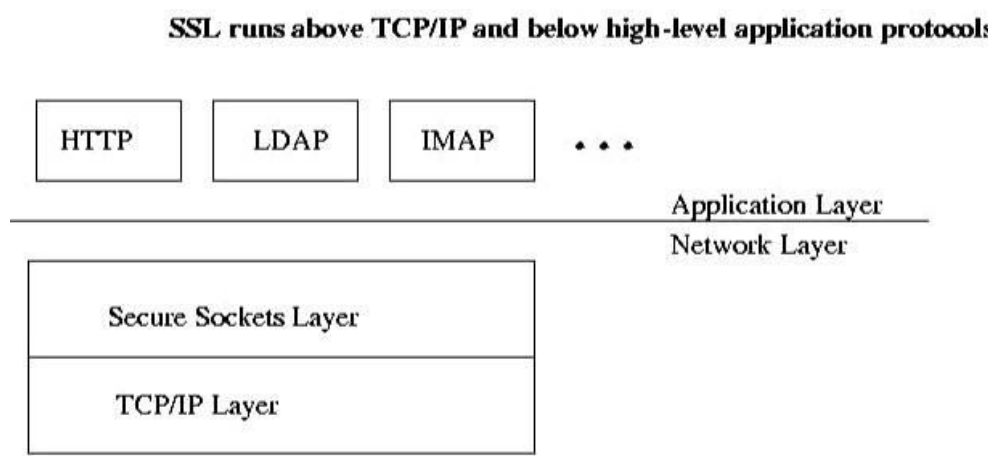 SSL runs above TCP/IP and below high-level application protocols
HTTP LDAP IMAP ...
Application Layer
Network Layer
Secure Sockets Layer
TCP/IP Layer